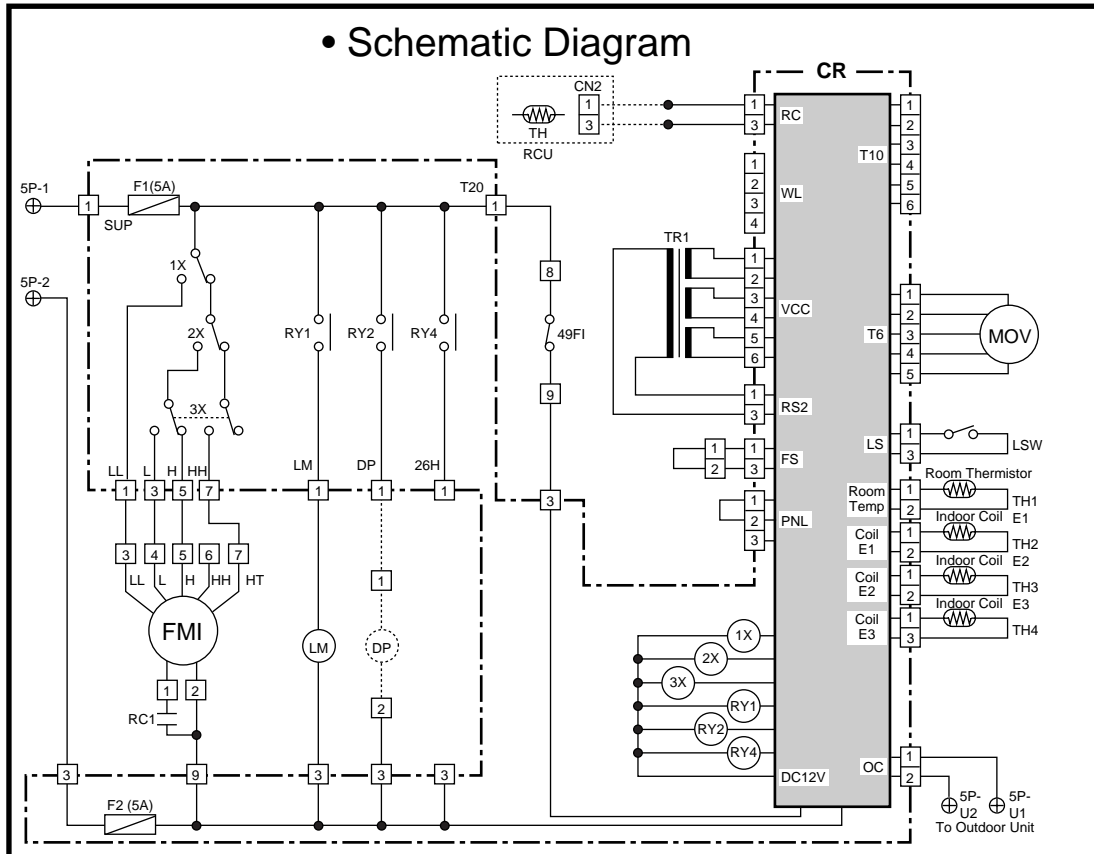 • Schematic Diagram
CR
CN2
1
3
TH
RCU
1
3
RC
1
2
3
4
5
6
T10
1
2
3
4
WL
5P-1
1
F1(5A)
SUP
T20
1
5P-2
1X
2X
3X
RY1
RY2
RY4
8
49FI
9
TR1
1
2
3
4
5
6
VCC
1
3
RS2
1
2
1
3
FS
1
2
3
PNL
1
2
3
4
5
T6
MOV
LS
1
3
LSW
Room Thermistor
Room
Temp
1
2
TH1
Indoor Coil
E1
Coil
E1
1
2
TH2
Indoor Coil
E2
Coil
E2
1
2
TH3
Indoor Coil
E3
Coil
E3
1
3
TH4
LL
L
H
HH
LM
DP
26H
1
3
5
7
1
1
1
3
3
4
5
6
7
LL
L
H
HH
HT
FMI
1
2
RC1
LM
1
DP
2
1X
2X
3X
RY1
RY2
RY4
DC12V
OC
1
2
5P-
U2
5P-
U1
To Outdoor Unit
3
9
3
3
3
F2 (5A)